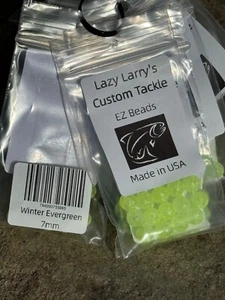 Lazy Larry's
Custom Tackle
EZ Beads
Made in USA
Winter Evergreen
7mm